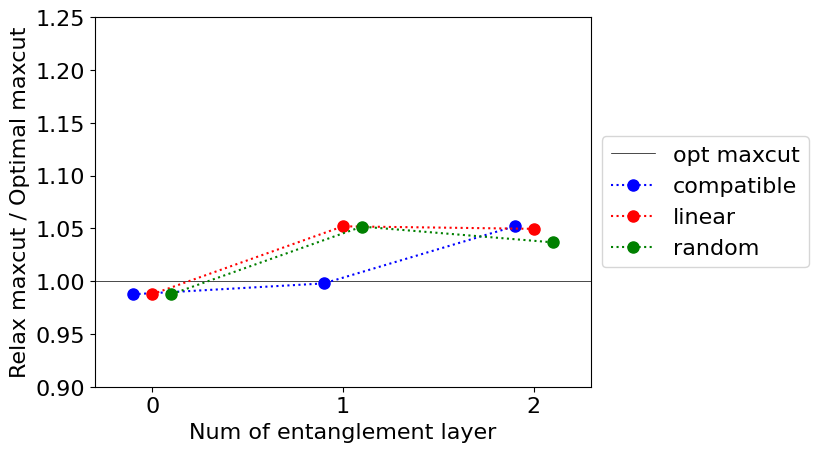 Relax maxcut / Optimal maxcut
1.25
1.20
1.15
1.10
1.05
1.00
0.95
0.90
0
1
2
Num of entanglement layer
opt maxcut
compatible
linear
random